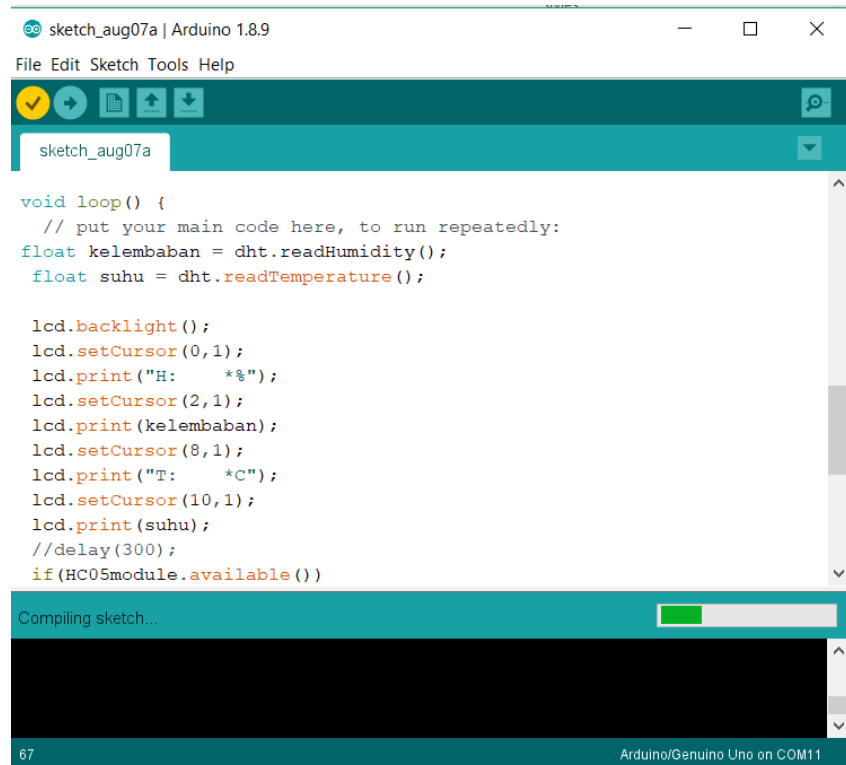 sketch_aug07a | Arduino 1.8.9
File Edit Sketch Tools Help
sketch_aug07a
void loop() {
  // put your main code here, to run repeatedly:
float kelembaban = dht.readHumidity();
 float suhu = dht.readTemperature();
 lcd.backlight();
 lcd.setCursor(0,1);
 lcd.print("H:    *%");
 lcd.setCursor(2,1);
 lcd.print(kelembaban);
 lcd.setCursor(8,1);
 lcd.print("T:    *C");
 lcd.setCursor(10,1);
 lcd.print(suhu);
 //delay(300);
 if(HC05module.available())
Compiling sketch...
67 Arduino/Genuino Uno on COM11